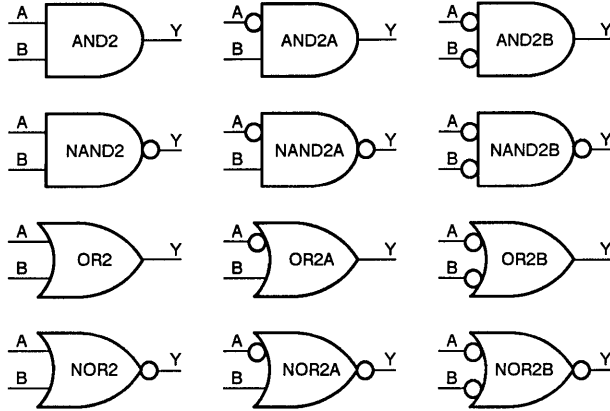 A Y A Y A Y
AND2 AND2A AND2B
B B B
A Y A Y A Y
NAND2 NAND2A NAND2B
B B B
A Y A Y A Y
OR2 OR2A OR2B
B B B
A Y A Y A Y
NOR2 NOR2A NOR2B
B B B